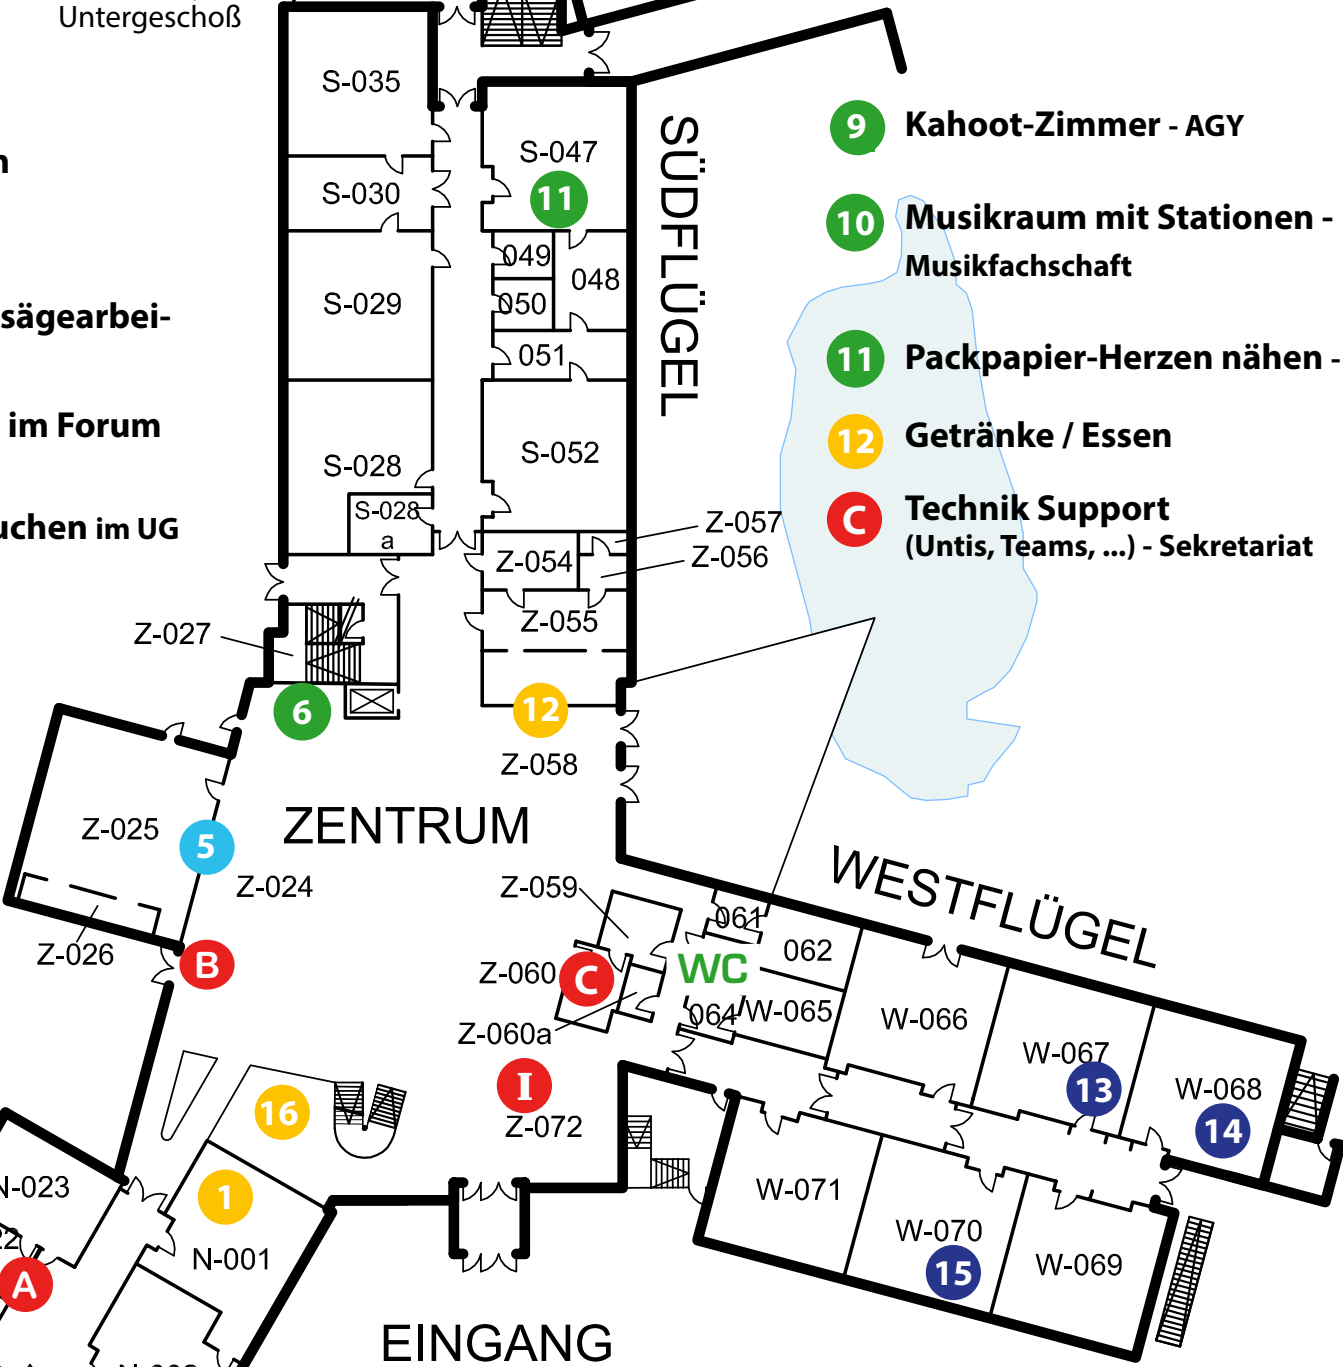 Untergeschoß
S-035
S-030
S-029
S-028
S-028
a
S-047
11
049
050
048
051
S-052
Z-054
Z-055
Z-057
Z-056
Z-027
6
12
Z-058
SÜDFLÜGEL
9 Kahoot-Zimmer - AGY
10 Musikraum mit Stationen -
Musikfachschaft
11 Packpapier-Herzen nähen -
12 Getränke / Essen
C Technik Support
(Untis, Teams, ...) - Sekretariat
sägearbei-
im Forum
uchen im UG
ZENTRUM
Z-025
5
Z-024
Z-026
B
Z-059
Z-060
C
Z-060a
I
Z-072
WC
061
062
064
W-065
WESTFLÜGEL
W-066
W-067
13
W-068
14
W-071
W-070
15
W-069
16
1
N-001
N-023
22
A
EINGANG